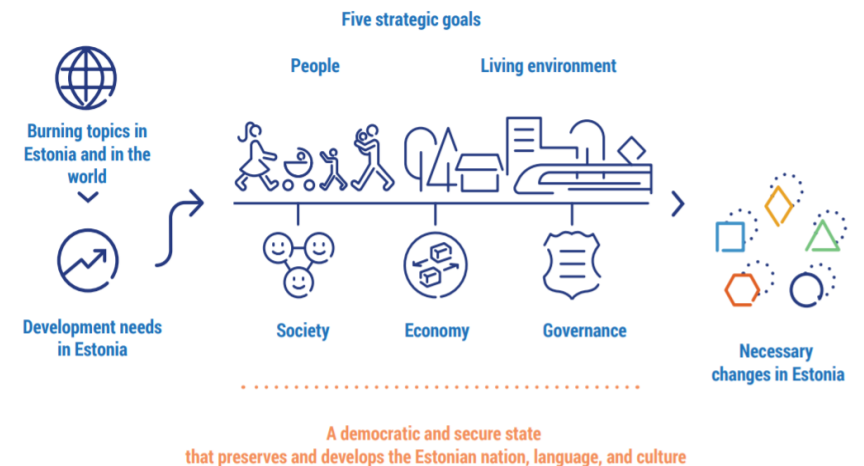 Five strategic goals
People
Living environment
Burning topics in
Estonia and in the
world
Development needs
in Estonia
Society
Economy
Governance
Necessary
changes in Estonia
A democratic and secure state
that preserves and develops the Estonian nation, language, and culture